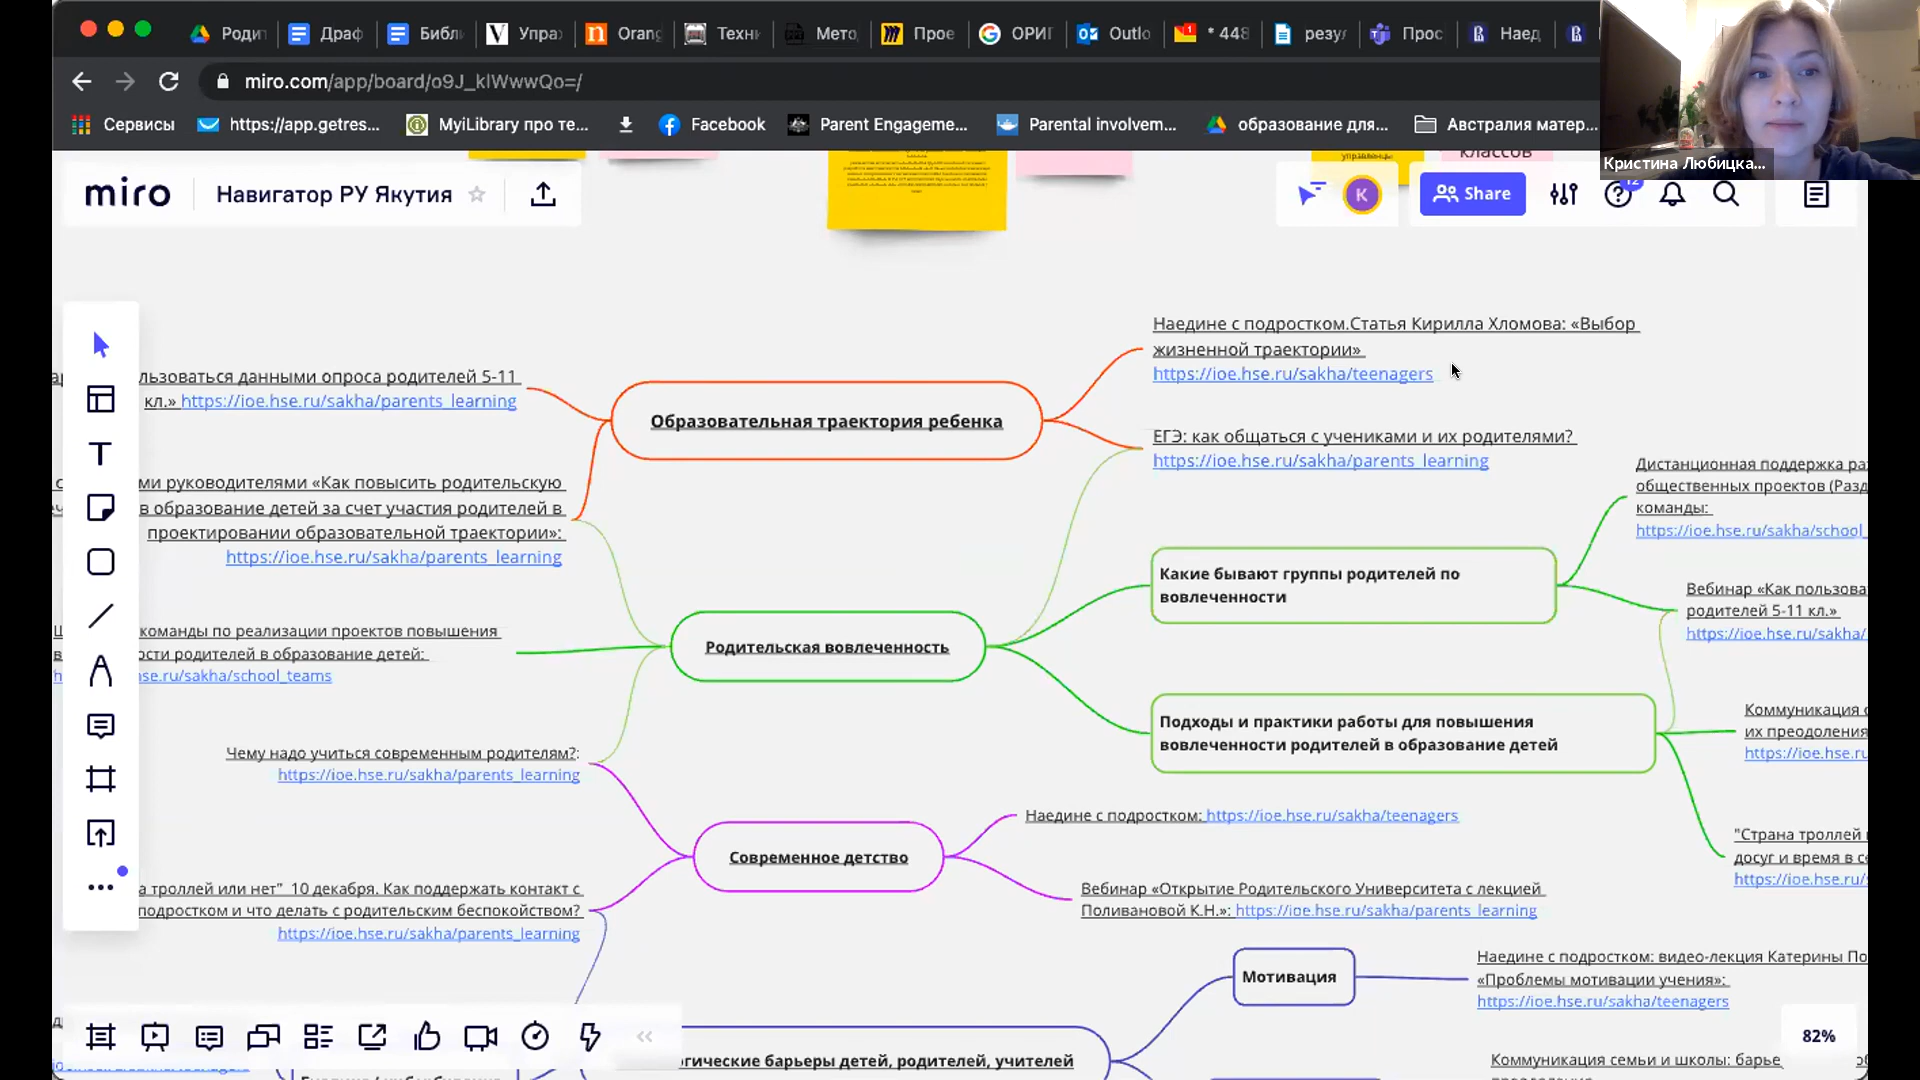 Роди
Драф
Библ
Упра
Oran
Техн
Мето
Прое
ОРИГ
Outlo
* 448
резу
Прос
Наед
miro.com/app/board/o9J_klWwwQo=/
Сервисы
https://app.getres...
MyiLibrary про те...
Facebook
Parent Engageme...
Parental involvem...
образование для...
Австралия матер...
Кристина Любицка...
управленцы
классов
miro
Навигатор РУ Якутия
K
Share
12
Наедине с подростком.Статья Кирилла Хломова: «Выбор
жизненной траектории»
https://ioe.hse.ru/sakha/teenagers
льзоваться данными опроса родителей 5-11
кл.» https://ioe.hse.ru/sakha/parents_learning
Образовательная траектория ребенка
ЕГЭ: как общаться с учениками и их родителями?
https://ioe.hse.ru/sakha/parents_learning
ми руководителями «Как повысить родительскую
в образование детей за счет участия родителей в
проектировании образовательной траектории»:
https://ioe.hse.ru/sakha/parents_learning
Дистанционная поддержка ра
общественных проектов (Разд
команды:
https://ioe.hse.ru/sakha/school_
Какие бывают группы родителей по
вовлеченности
Вебинар «Как пользова
родителей 5-11 кл.»
https://ioe.hse.ru/sakha/
команды по реализации проектов повышения
ости родителей в образование детей:
se.ru/sakha/school_teams
Родительская вовлеченность
Подходы и практики работы для повышения
вовлеченности родителей в образование детей
Коммуникация с
их преодоления
https://ioe.hse.ru
Чему надо учиться современным родителям?:
https://ioe.hse.ru/sakha/parents_learning
Наедине с подростком: https://ioe.hse.ru/sakha/teenagers
"Страна троллей
досуг и время в с
https://ioe.hse.ru/
Современное детство
а троллей или нет" 10 декабря. Как поддержать контакт с
подростком и что делать с родительским беспокойством?
https://ioe.hse.ru/sakha/parents_learning
Вебинар «Открытие Родительского Университета с лекцией
Поливановой К.Н.»: https://ioe.hse.ru/sakha/parents_learning
Мотивация
Наедине с подростком: видео-лекция Катерины По
«Проблемы мотивации учения»:
https://ioe.hse.ru/sakha/teenagers
82%
огические барьеры детей, родителей, учителей
Коммуникация семьи и школы: барье